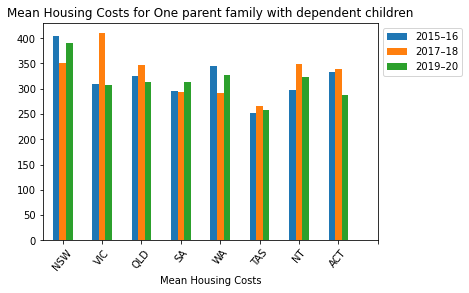 Mean Housing Costs for One parent family with dependent children
400
350
300
250
200
150
100
50
0
NSW
VIC
QLD
SA
WA
TAS
NT
ACT
Mean Housing Costs
2015–16
2017–18
2019–20